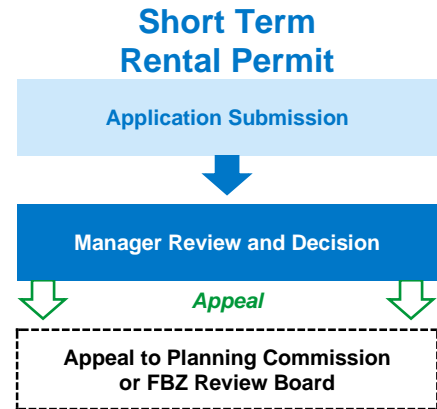 Short Term
Rental Permit
Application Submission
Manager Review and Decision
Appeal
Appeal to Planning Commission
or FBZ Review Board